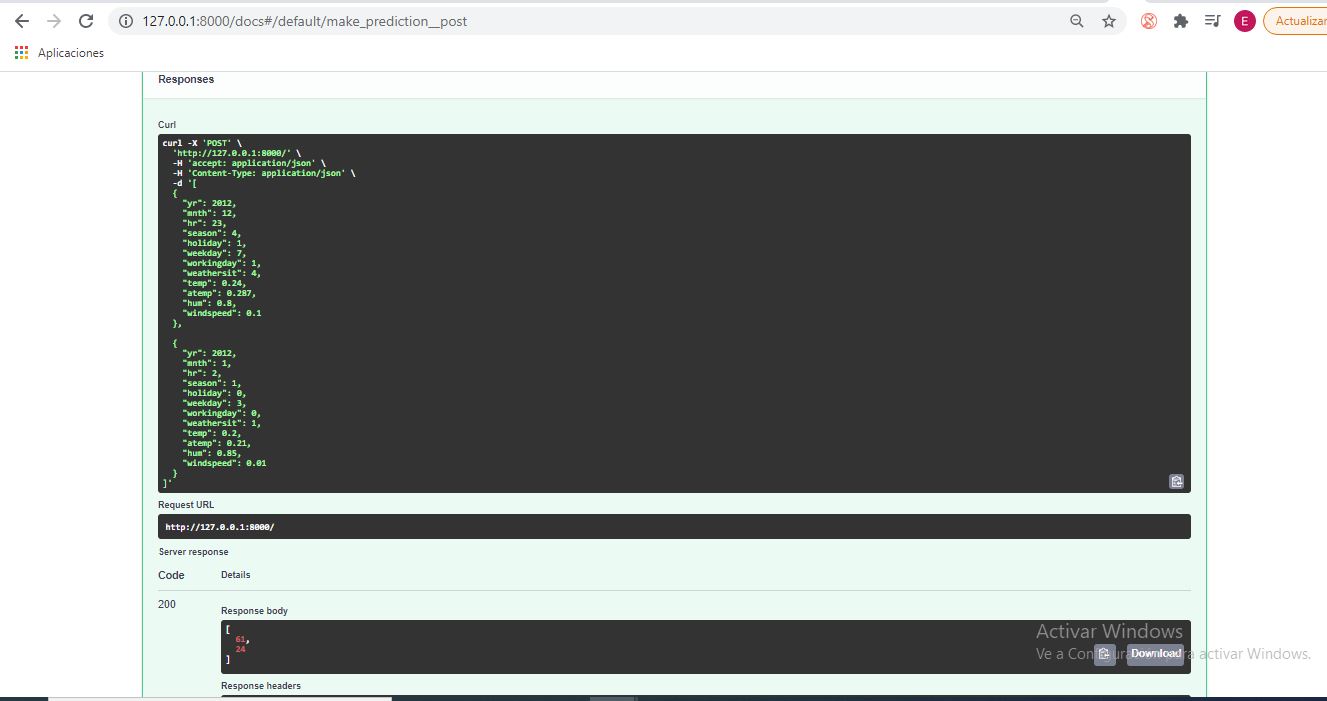 127.0.0.1:8000/docs#/default/make_prediction__post
E
Actualizar
Aplicaciones
Responses
Curl
curl -X 'POST' \
'http://127.0.0.1:8000/' \
-H 'accept: application/json' \
-H 'Content-Type: application/json' \
-d '[
{
"yr": 2012,
"mnth": 12,
"hr": 23,
"season": 4,
"holiday": 1,
"weekday": 7,
"workingday": 1,
"weathersit": 4,
"temp": 0.24,
"atemp": 0.287,
"hum": 0.8,
"windspeed": 0.1
},
{
"yr": 2012,
"mnth": 1,
"hr": 2,
"season": 1,
"holiday": 0,
"weekday": 3,
"workingday": 0,
"weathersit": 1,
"temp": 0.2,
"atemp": 0.21,
"hum": 0.85,
"windspeed": 0.01
}
]'
Request URL
http://127.0.0.1:8000/
Server response
Code Details
200
Response body
[
61,
24
]
Activar Windows
Ve a Configuración para activar Windows.
Download
Response headers